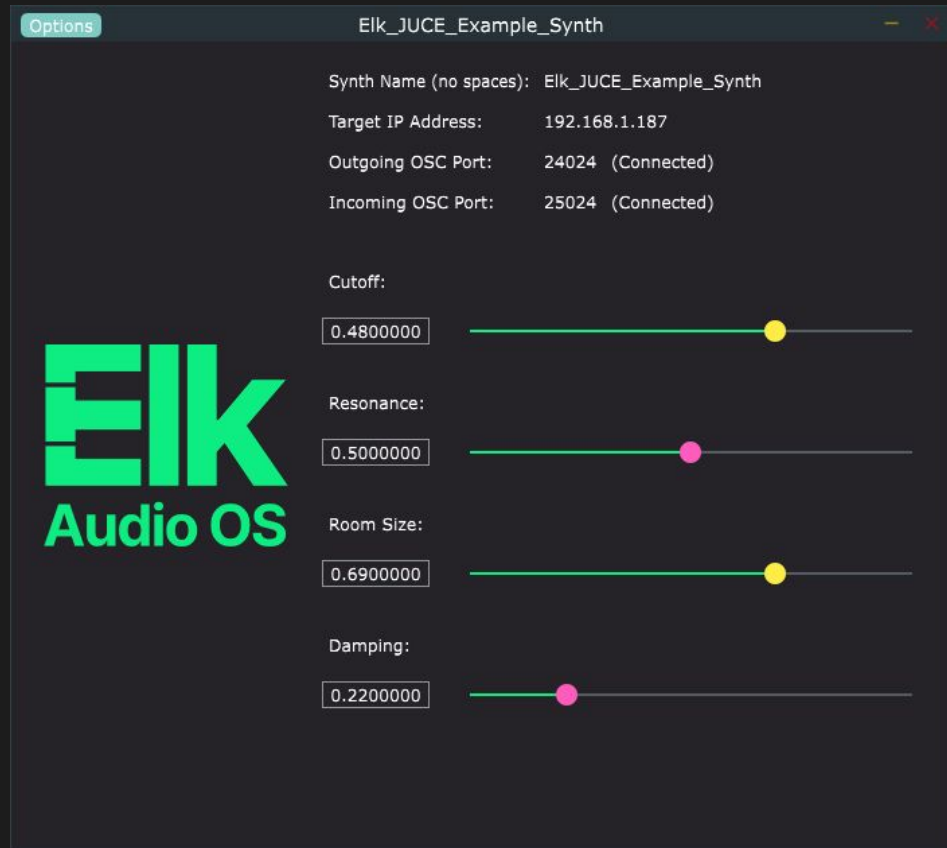 Options Elk_JUCE_Example_Synth
Synth Name (no spaces): Elk_JUCE_Example_Synth
Target IP Address: 192.168.1.187
Outgoing OSC Port: 24024 (Connected)
Incoming OSC Port: 25024 (Connected)
Cutoff:
0.4800000
Resonance:
0.5000000
Room Size:
0.6900000
Damping:
0.2200000
Elk
Audio OS